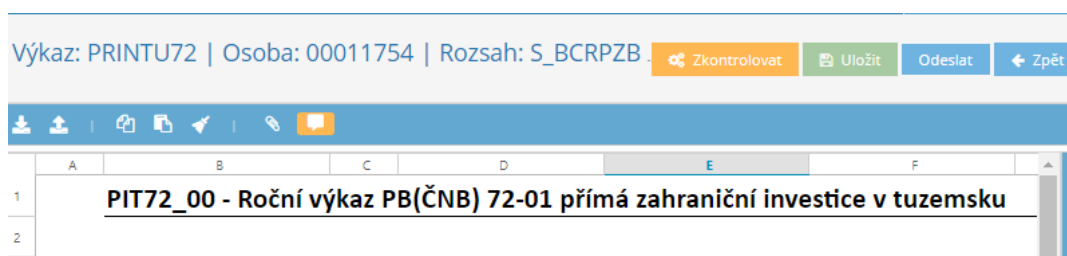 Výkaz: PRINTU72 | Osoba: 00011754 | Rozsah: S_BCRPZB . Zkontrolovat Uložit Odeslat Zpět
A B C D E F
1 PIT72_00 - Roční výkaz PB(ČNB) 72-01 přímá zahraniční investice v tuzemsku
2